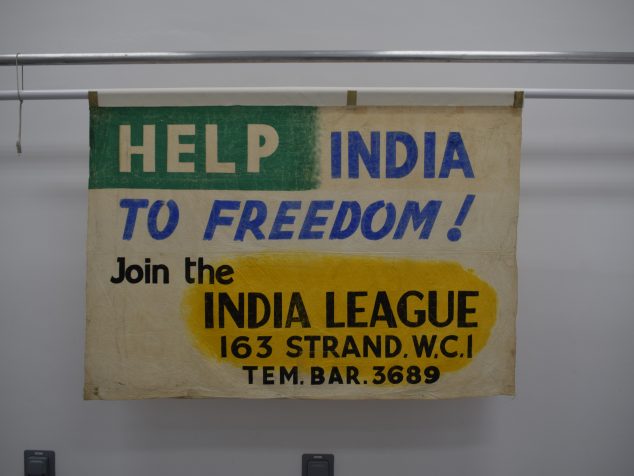 HELP INDIA
TO FREEDOM!
Join the
INDIA LEAGUE
163 STRAND. W.C.1
TEM. BAR. 3689